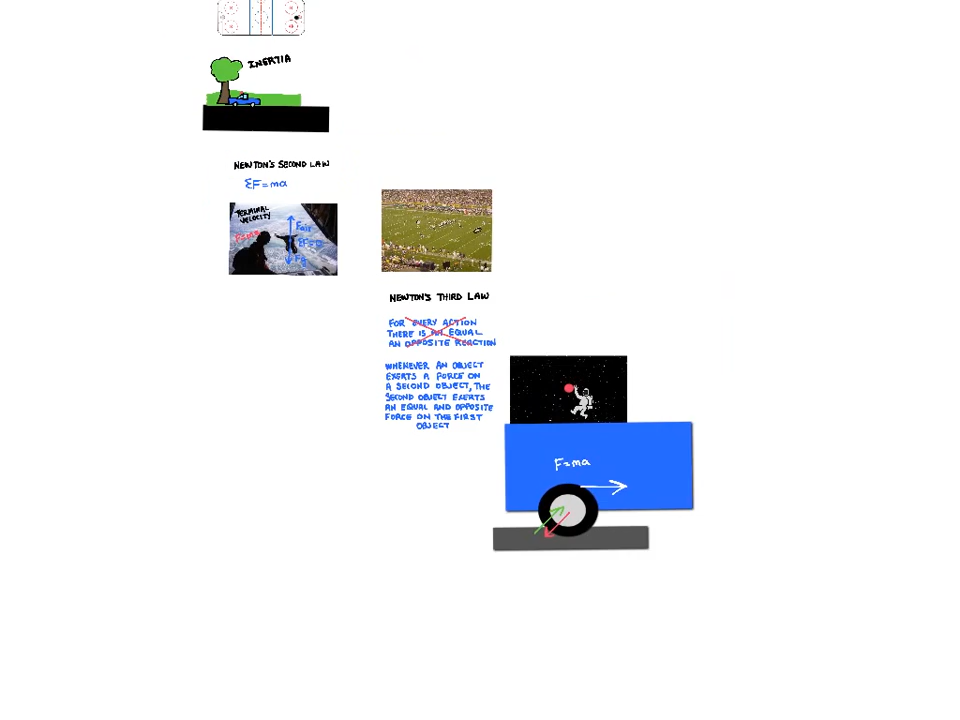 INERTIA
NEWTON'S SECOND LAW
ΣF=ma
TERMINAL
VELOCITY
Fair
NEWTON'S THIRD LAW
FOR EVERY ACTION
THERE IS AN EQUAL
AN OPPOSITE REACTION
WHENEVER AN OBJECT
EXERTS A FORCE ON
A SECOND OBJECT, THE
SECOND OBJECT EXERTS
AN EQUAL AND OPPOSITE
FORCE ON THE FIRST
OBJECT
F=ma